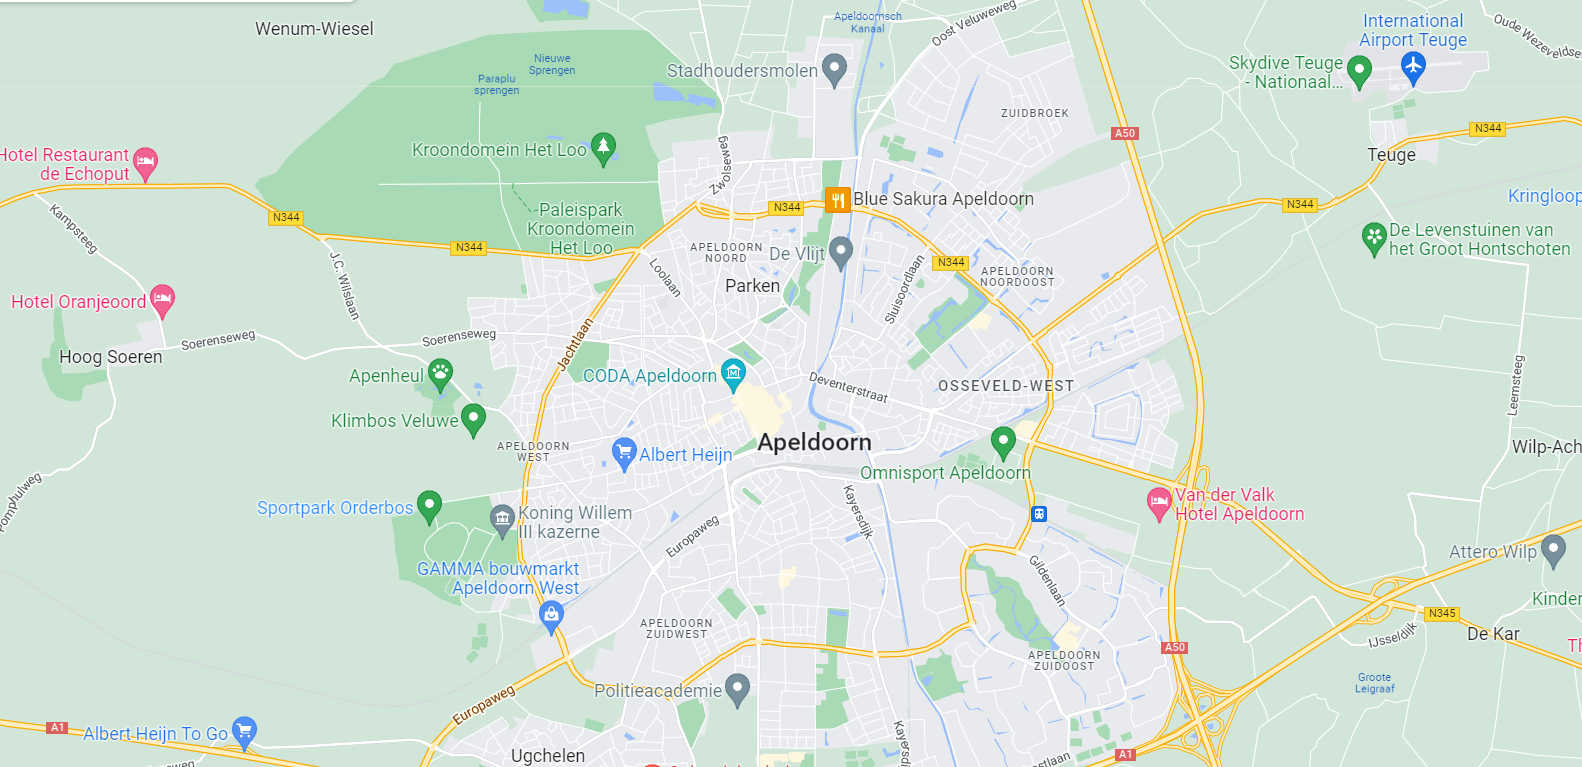 Wenum-Wiesel
Apeldoornsch
Kanaal
Oost Veluweweg
International
Airport Teuge
Oude Wezeveldse
Nieuwe
Sprengen
Paraplu
sprengen
Stadhoudersmolen
Skydive Teuge
- Nationaal...
ZUIDBROEK
A50
N344
Hotel Restaurant
de Echoput
Kroondomein Het Loo
Zwolseweg
Teuge
Kringloop
N344
Kampsteeg
Paleispark
Kroondomein
Het Loo
N344
Blue Sakura Apeldoorn
N344
De Levenstuinen van
het Groot Hontschoten
N344
APELDOORN
NOORD
De Vlijt
N344
APELDOORN
NOORDOOST
J.C. Wilslaan
Loolaan
Parken
Sluisoordlaan
Hotel Oranjeoord
Soerenseweg
Soerenseweg
Jachtlaan
Hoog Soeren
Apenheul
CODA Apeldoorn
Deventerstraat
OSSEVELD-WEST
Leemsteeg
Klimbos Veluwe
APELDOORN
WEST
Albert Heijn
Apeldoorn
Omnisport Apeldoorn
Wilp-Ach
Pomphulweg
Sportpark Orderbos
Koning Willem
III kazerne
Europaweg
Kayersdijk
Van der Valk
Hotel Apeldoorn
Attero Wilp
GAMMA bouwmarkt
Apeldoorn West
Gildenlaan
Kinder
N345
APELDOORN
ZUIDWEST
IJsseldijk
De Kar
A50
APELDOORN
ZUIDOOST
Th
Politieacademie
Groote
Leigraaf
Europaweg
A1
Albert Heijn To Go
Kayersd
Ugchelen
A1